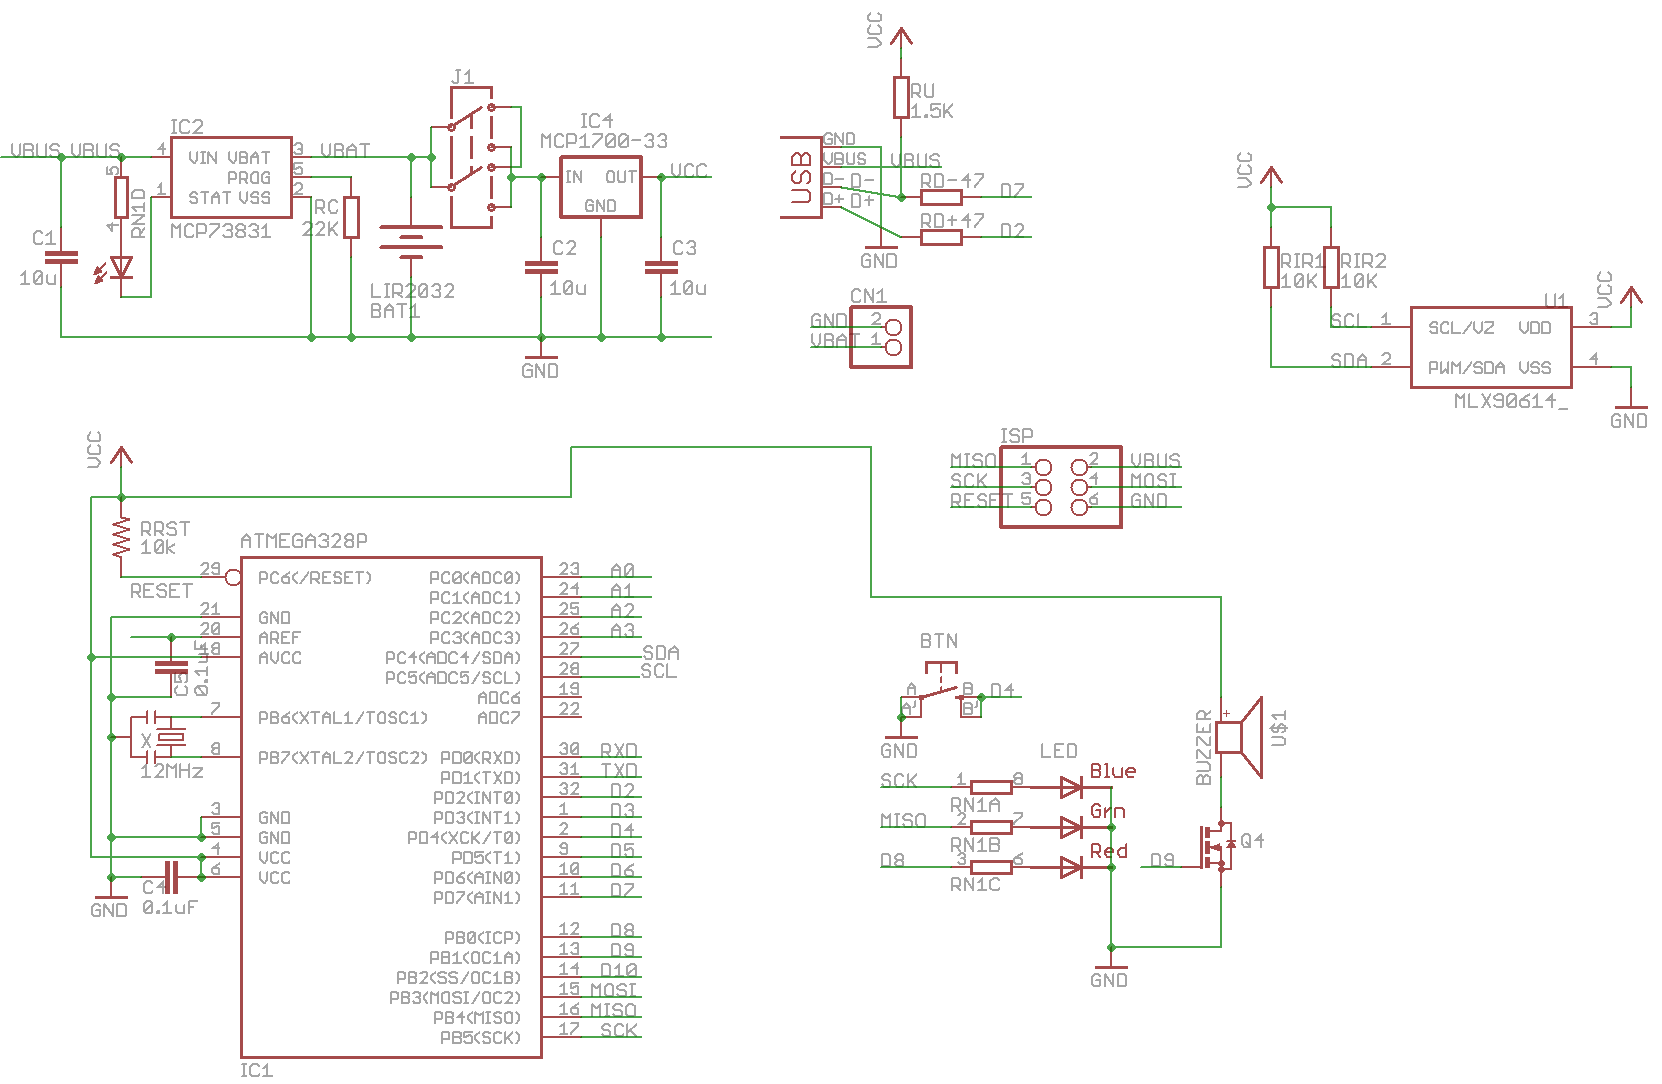 VCC
J1
RU
1.5K
IC2
IC4
MCP1700-33
VBUS VBUS
4
VIN VBAT
3
VBAT
5
PROG
5
1
STAT VSS
2
MCP73831
RN1D
4
RC
22K
C1
10u
LIR2032
BAT1
IN OUT
GND
VCC
C2
10u
C3
10u
GND
USB
GND
VBUS VBUS
D- D-
D+ D+
RD-47
D7
RD+47
D2
GND
CN1
GND 2
VBAT 1
VCC
RIR1
10K
RIR2
10K
VCC
U1
SCL 1
SCL/VZ VDD
3
SDA 2
PWM/SDA VSS
4
MLX90614_
GND
ISP
MISO 1
2 VBUS
SCK 3
4 MOSI
RESET 5
6 GND
VCC
RRST
10k
ATMEGA328P
RESET
29
PC6(/RESET)
21
GND
20
AREF
18
AVCC
C5
0.1uF
7
PB6(XTAL1/TOSC1)
X
8
PB7(XTAL2/TOSC2)
12MHz
3
GND
5
GND
4
VCC
6
VCC
C4
0.1uF
GND
PC0(ADC0) 23 A0
PC1(ADC1) 24 A1
PC2(ADC2) 25 A2
PC3(ADC3) 26 A3
PC4(ADC4/SDA) 27 SDA
PC5(ADC5/SCL) 28 SCL
ADC6 19
ADC7 22
PD0(RXD) 30 RXD
PD1(TXD) 31 TXD
PD2(INT0) 32 D2
PD3(INT1) 1 D3
PD4(XCK/T0) 2 D4
PD5(T1) 9 D5
PD6(AIN0) 10 D6
PD7(AIN1) 11 D7
PB0(ICP) 12 D8
PB1(OC1A) 13 D9
PB2(SS/OC1B) 14 D10
PB3(MOSI/OC2) 15 MOSI
PB4(MISO) 16 MISO
PB5(SCK) 17 SCK
IC1
BTN
A
B
D4
A'
B'
GND
LED
SCK 1
8
Blue
RN1A
Grn
MISO 2
7
RN1B
Red
D8 3
6
RN1C
GND
BUZZER
+
U$1
D9
Q4